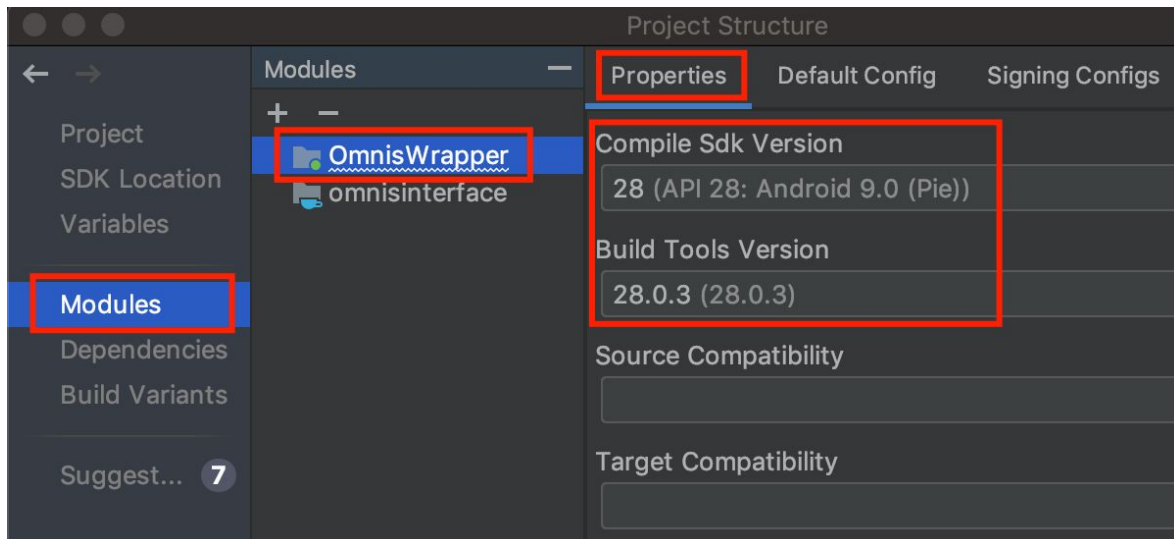 Project Structure
Project
SDK Location
Variables
Modules
Dependencies
Build Variants
Suggest... 7
Modules
OmnisWrapper
omnisinterface
Properties Default Config Signing Configs
Compile Sdk Version
28 (API 28: Android 9.0 (Pie))
Build Tools Version
28.0.3 (28.0.3)
Source Compatibility
Target Compatibility